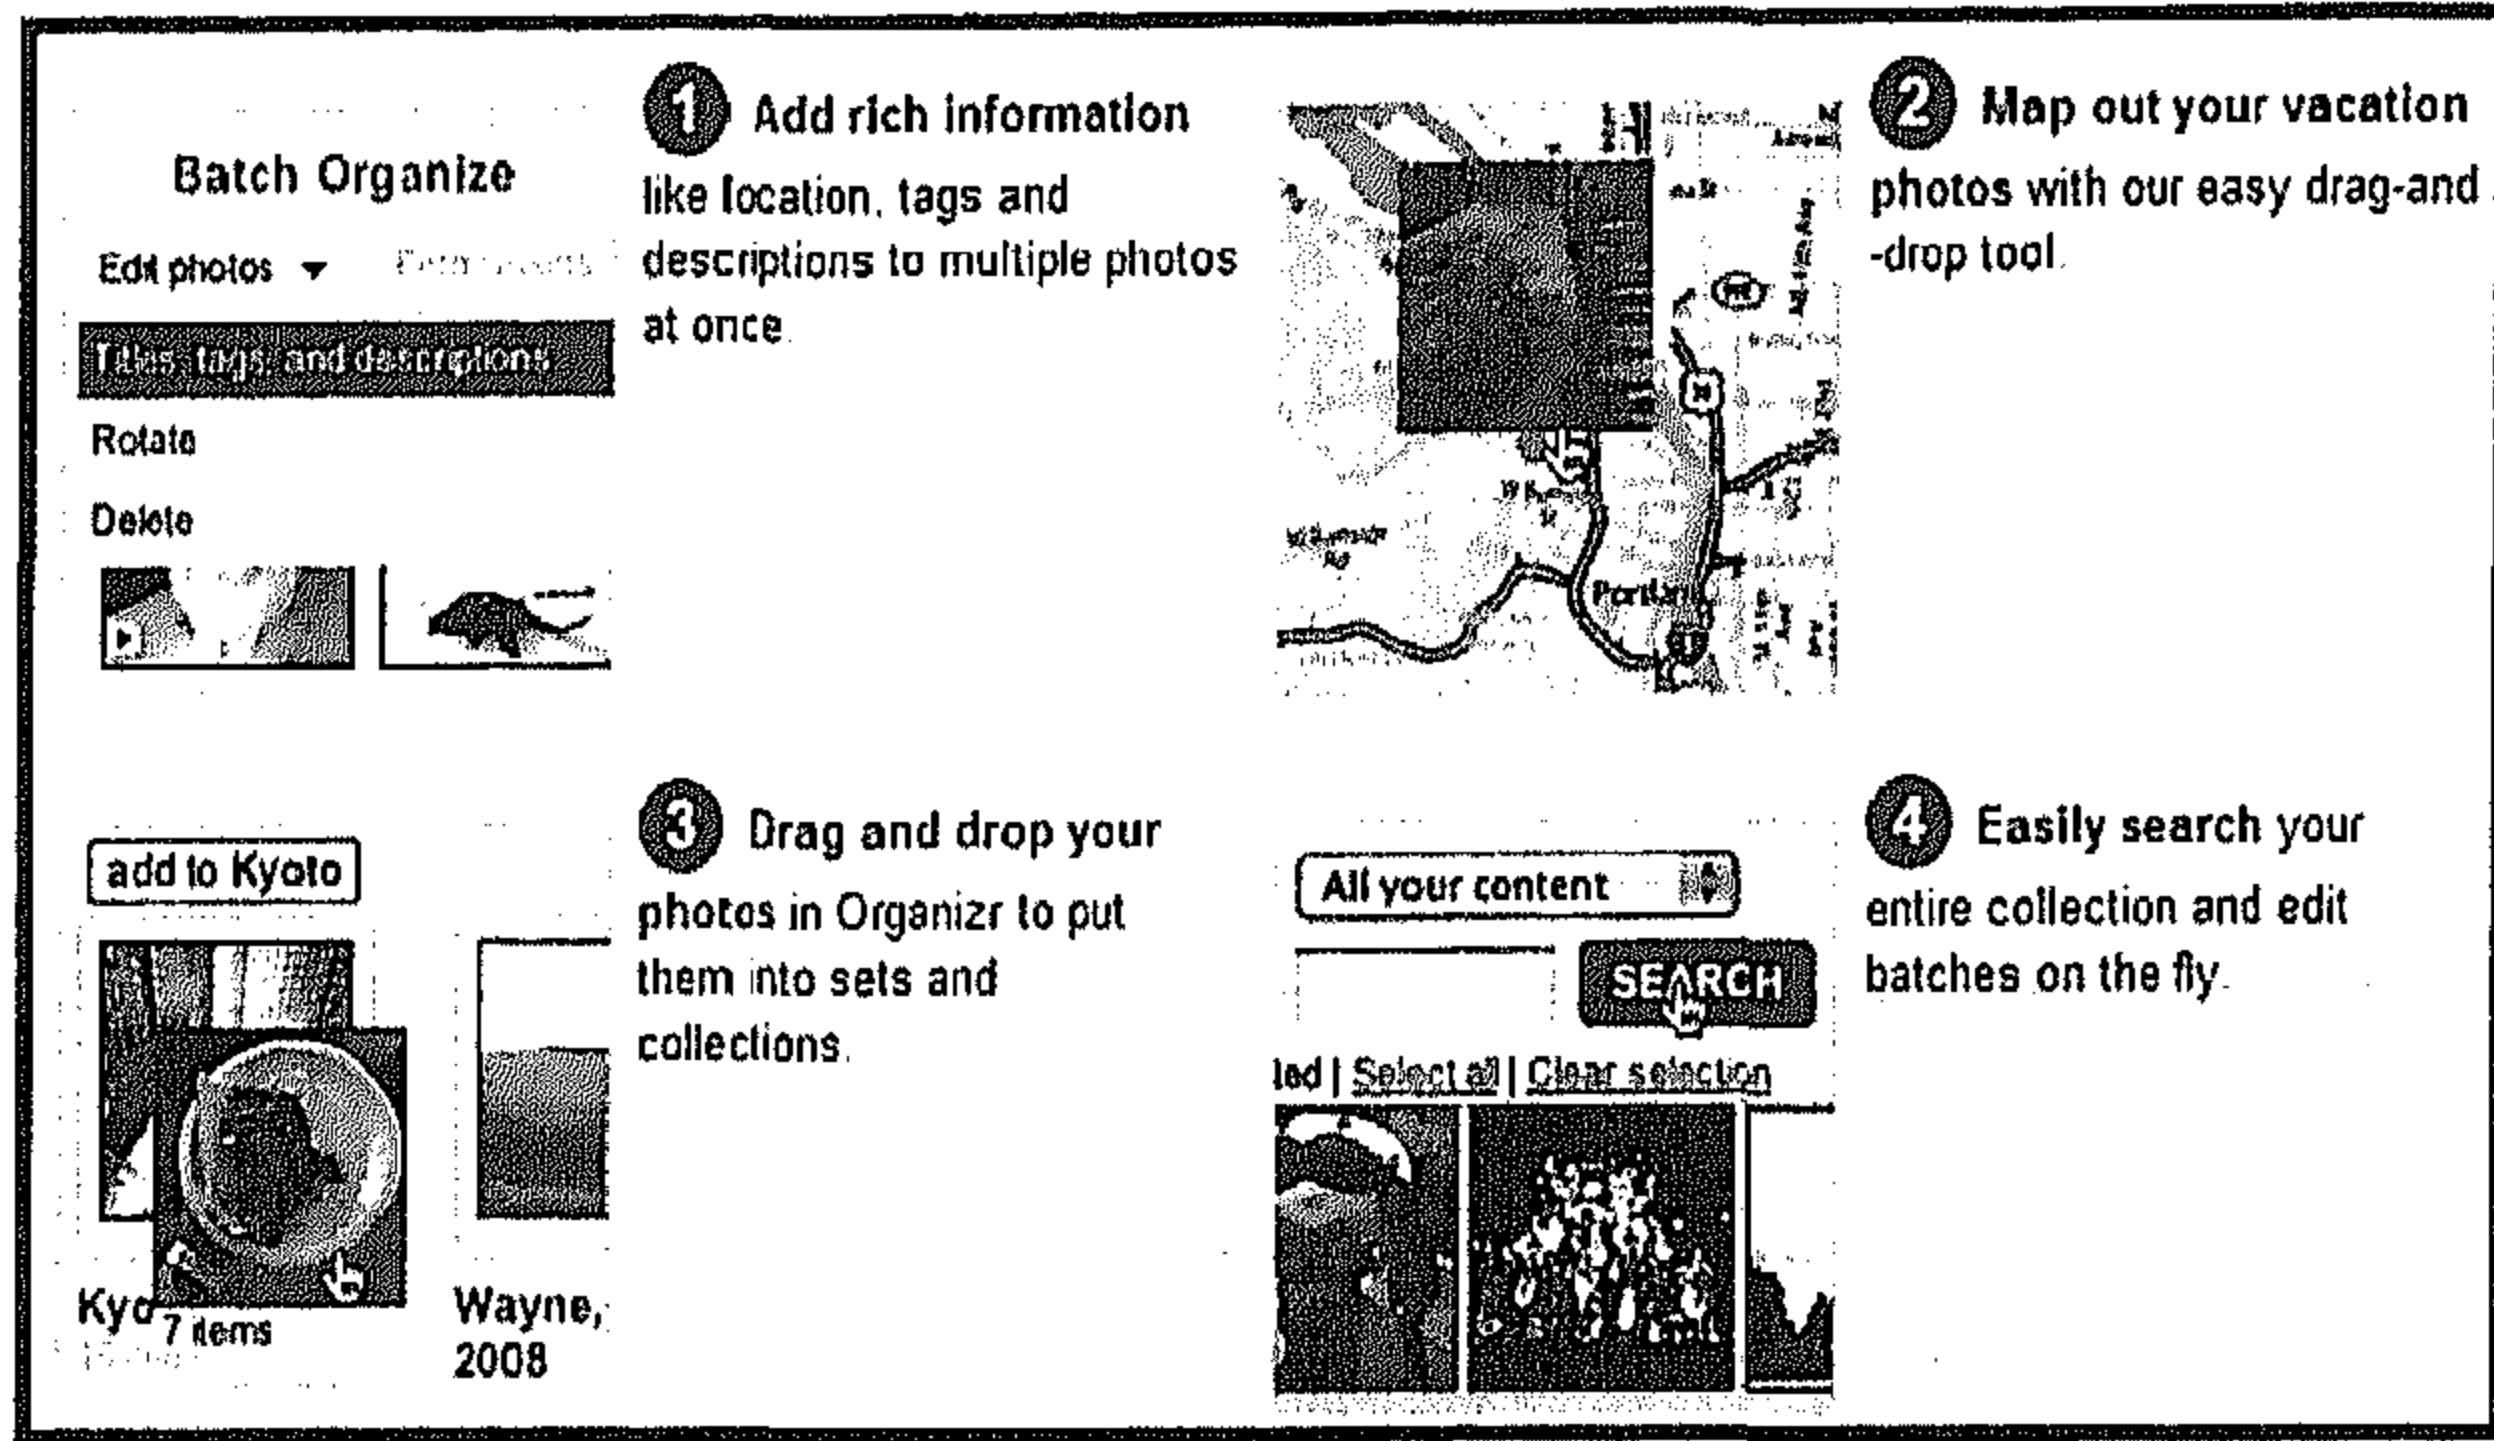 Batch Organize
Edit photos
Titles, tags, and descriptions
Rotate
Delete
1 Add rich information
like location, tags and
descriptions to multiple photos
at once.
2 Map out your vacation
photos with our easy drag-and
-drop tool.
Portland
add to Kyoto
Kyo
7 items
Wayne,
2008
3 Drag and drop your
photos in Organizr to put
them into sets and
collections.
All your content
SEARCH
ted | Select all | Clear selection
4 Easily search your
entire collection and edit
batches on the fly.